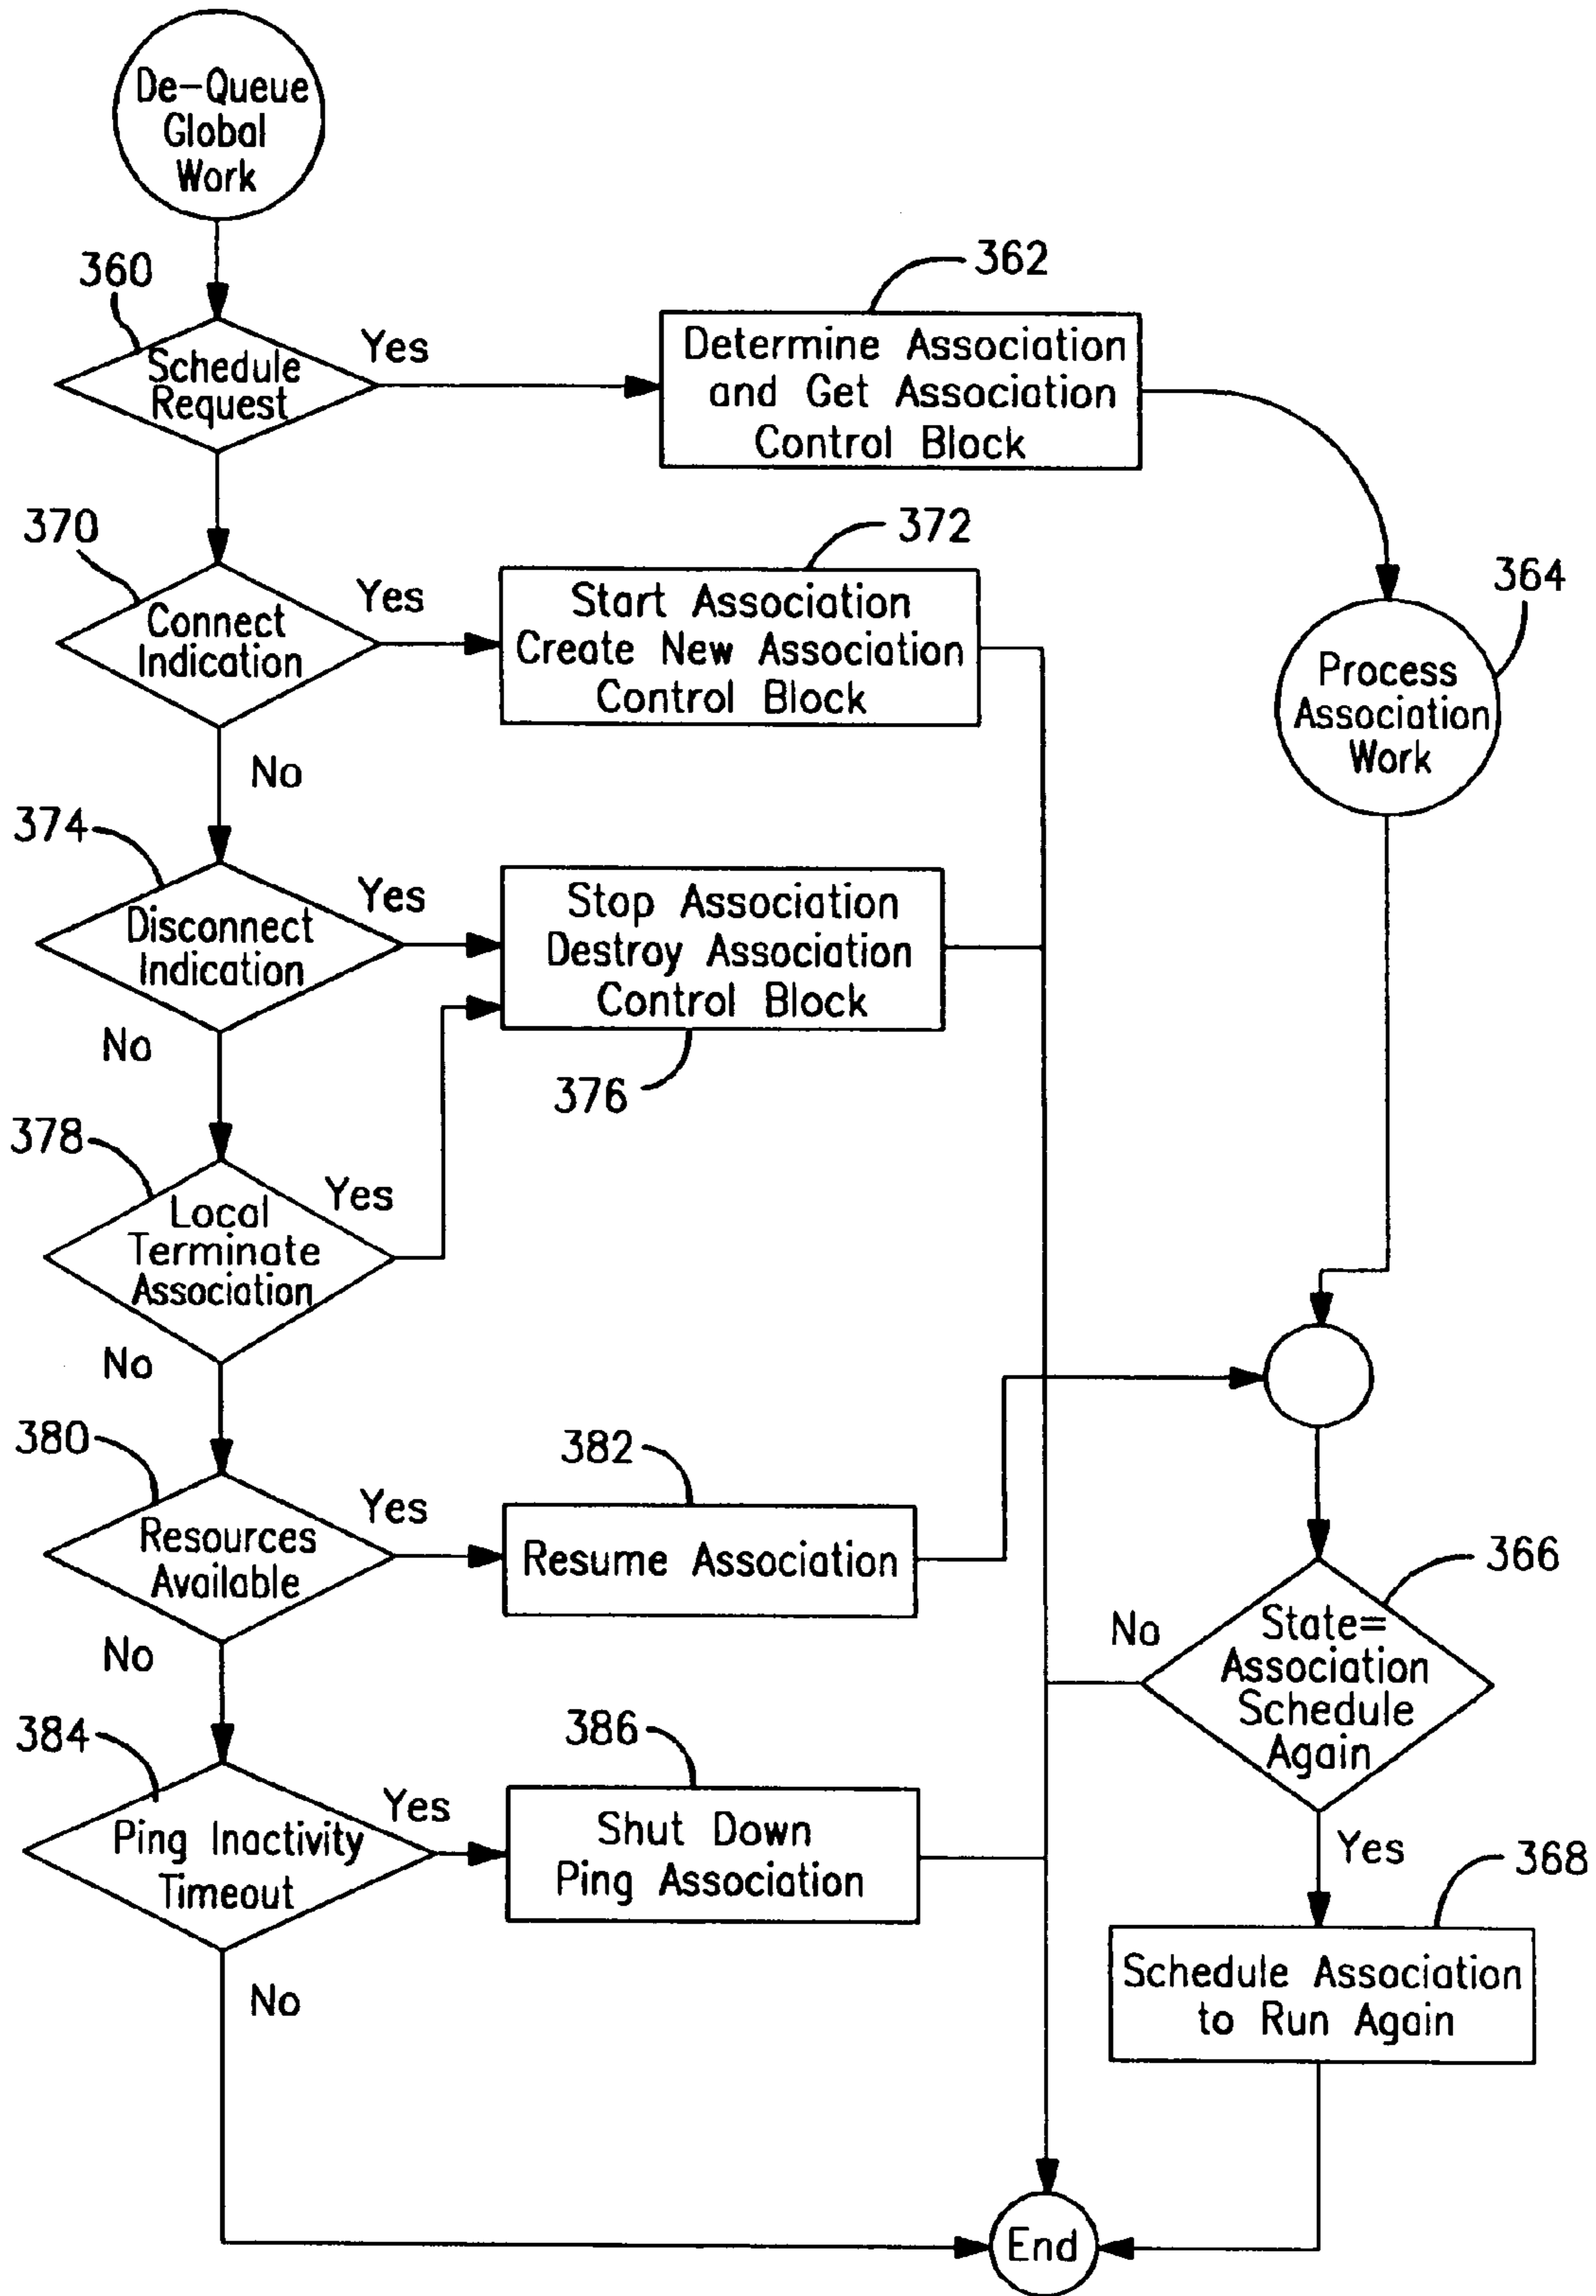 De-Queue
Global
Work
360
Schedule
Request
Yes
362
Determine Association
and Get Association
Control Block
370
Connect
Indication
Yes
372
Start Association
Create New Association
Control Block
364
Process
Association
Work
No
374
Disconnect
Indication
Yes
Stop Association
Destroy Association
Control Block
376
No
378
Local
Terminate
Association
Yes
No
380
Resources
Available
Yes
382
Resume Association
366
State=
Association
Schedule
Again
No
Yes
No
384
Ping Inactivity
Timeout
Yes
386
Shut Down
Ping Association
368
Schedule Association
to Run Again
No
End